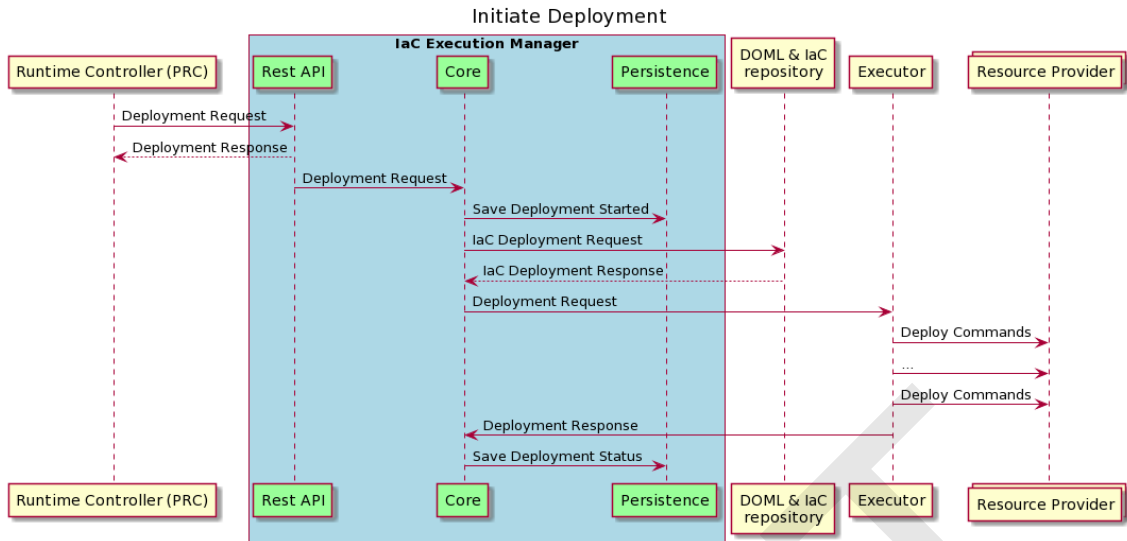 Initiate Deployment
IaC Execution Manager
Runtime Controller (PRC)
Rest API
Core
Persistence
DOML & IaC
repository
Executor
Resource Provider
Deployment Request
Deployment Response
Deployment Request
Save Deployment Started
IaC Deployment Request
IaC Deployment Response
Deployment Request
Deploy Commands
...
Deploy Commands
Deployment Response
Save Deployment Status
Runtime Controller (PRC)
Rest API
Core
Persistence
DOML & IaC
repository
Executor
Resource Provider